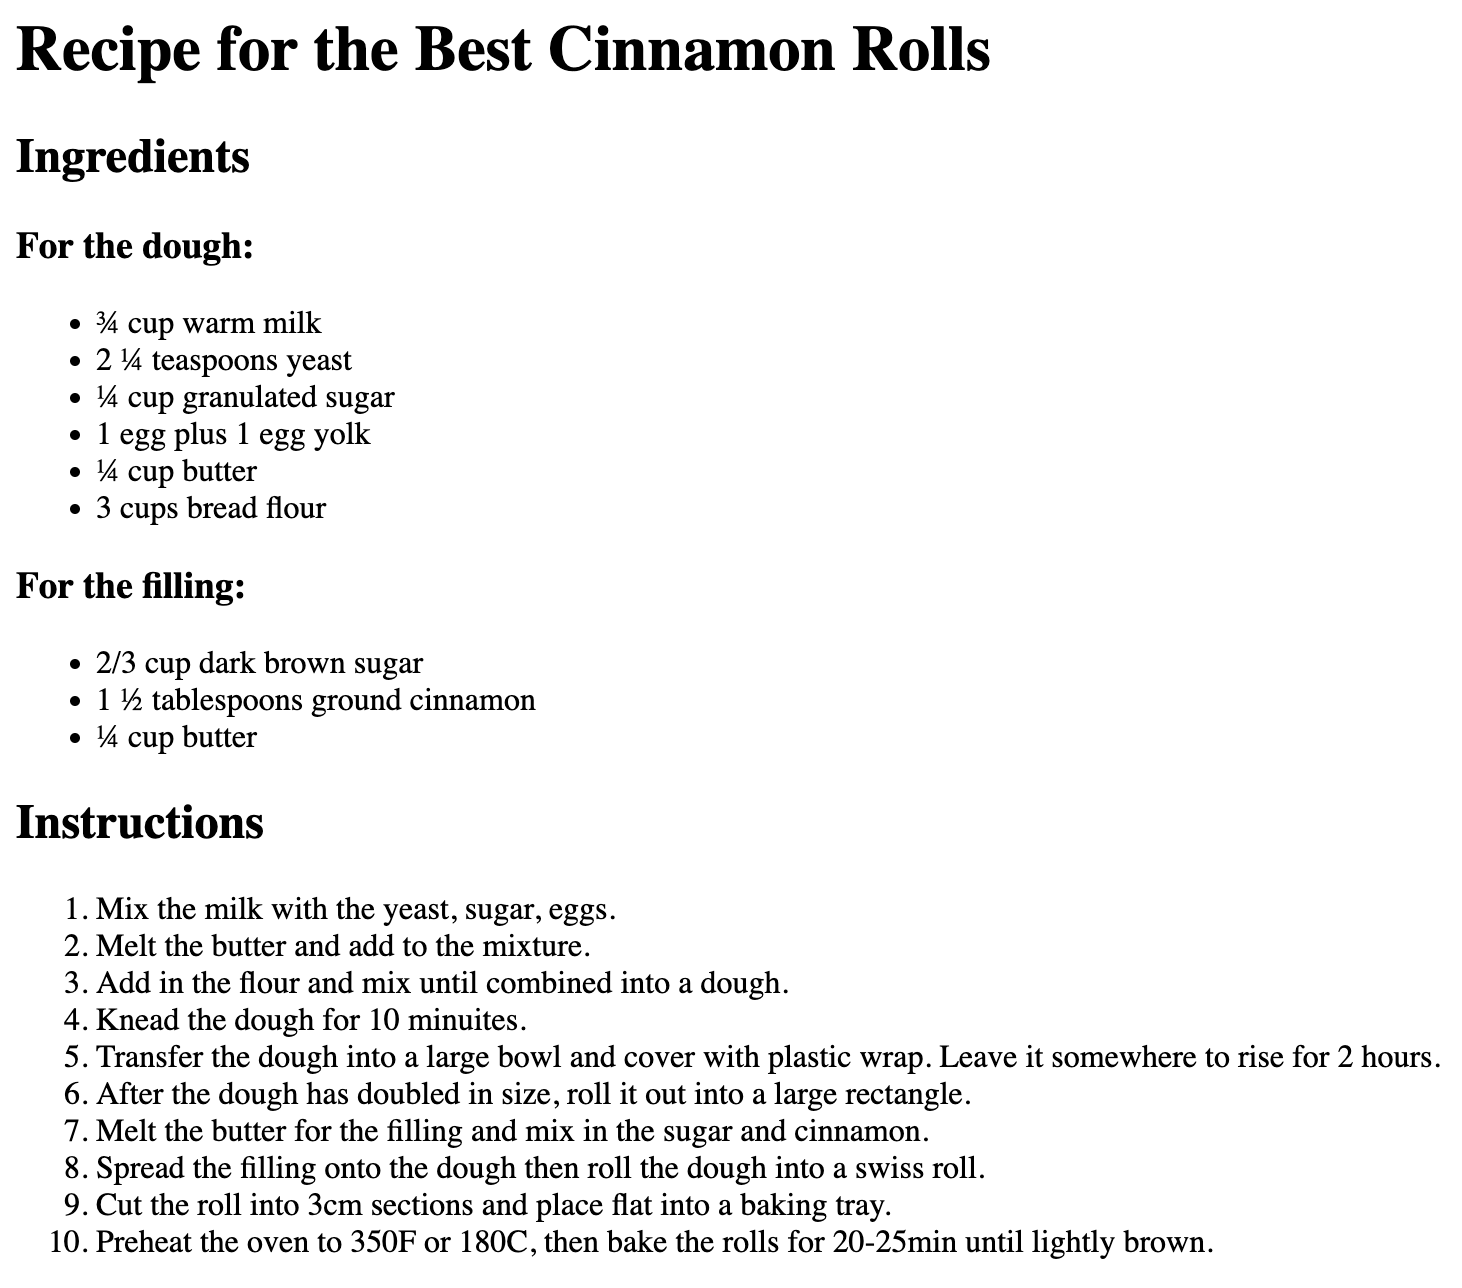 Recipe for the Best Cinnamon Rolls
Ingredients
For the dough:
• ¾ cup warm milk
• 2 ¼ teaspoons yeast
• ¼ cup granulated sugar
• 1 egg plus 1 egg yolk
• ¼ cup butter
• 3 cups bread flour
For the filling:
• 2/3 cup dark brown sugar
• 1 ½ tablespoons ground cinnamon
• ¼ cup butter
Instructions
1. Mix the milk with the yeast, sugar, eggs.
2. Melt the butter and add to the mixture.
3. Add in the flour and mix until combined into a dough.
4. Knead the dough for 10 minuites.
5. Transfer the dough into a large bowl and cover with plastic wrap. Leave it somewhere to rise for 2 hours.
6. After the dough has doubled in size, roll it out into a large rectangle.
7. Melt the butter for the filling and mix in the sugar and cinnamon.
8. Spread the filling onto the dough then roll the dough into a swiss roll.
9. Cut the roll into 3cm sections and place flat into a baking tray.
10. Preheat the oven to 350F or 180C, then bake the rolls for 20-25min until lightly brown.